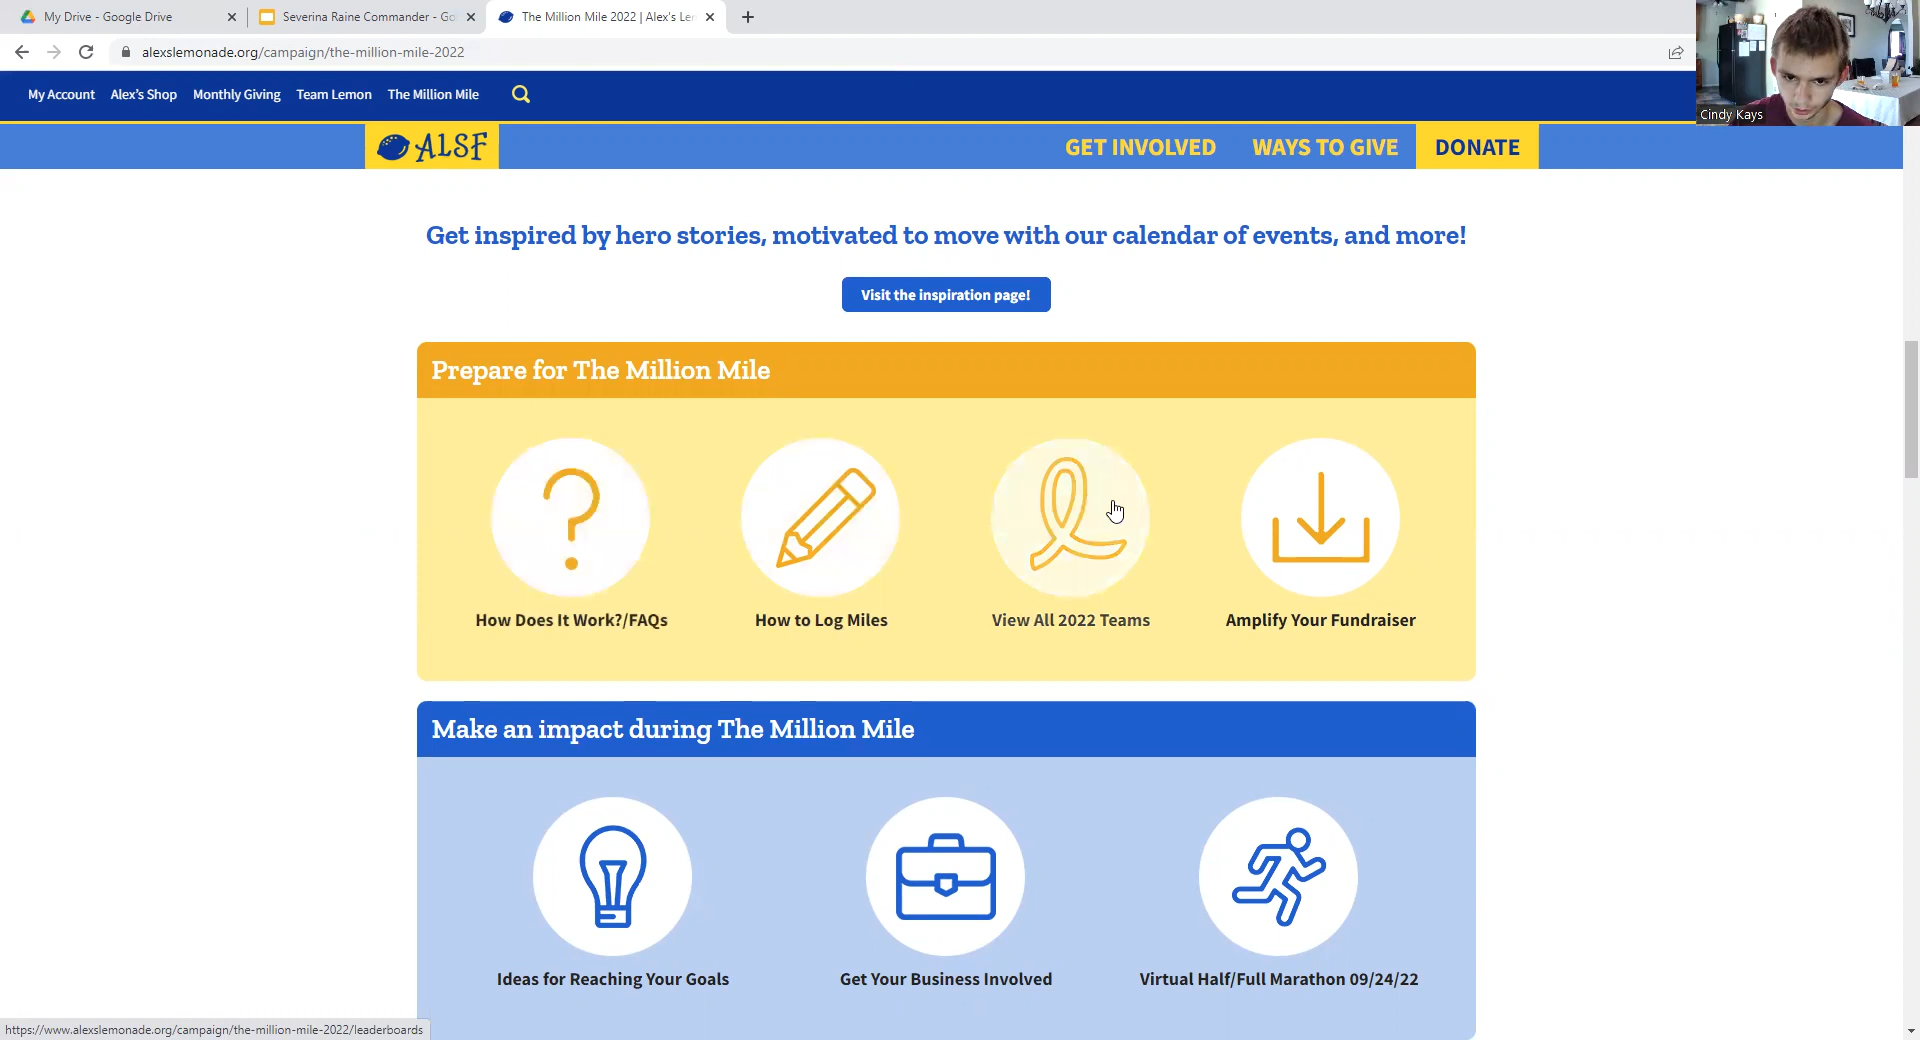 My Drive - Google Drive
Severina Raine Commander - Go
The Million Mile 2022 | Alex's Len
alexslemonade.org/campaign/the-million-mile-2022
Cindy Kays
My Account Alex's Shop Monthly Giving Team Lemon The Million Mile
ALSF
GET INVOLVED WAYS TO GIVE DONATE
Get inspired by hero stories, motivated to move with our calendar of events, and more!
Visit the inspiration page!
Prepare for The Million Mile
How Does It Work?/FAQs
How to Log Miles
View All 2022 Teams
Amplify Your Fundraiser
Make an impact during The Million Mile
Ideas for Reaching Your Goals
Get Your Business Involved
Virtual Half/Full Marathon 09/24/22
https://www.alexslemonade.org/campaign/the-million-mile-2022/leaderboards